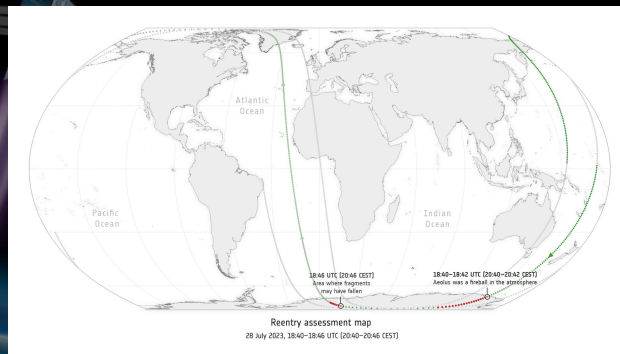 Atlantic
Ocean
Pacific
Ocean
Indian
Ocean
18:46 UTC (20:46 CEST)
Area where fragments
may have fallen
18:40–18:42 UTC (20:40–20:42 CEST)
Aeolus was a fireball in the atmosphere
Reentry assessment map
28 July 2023, 18:40–18:46 UTC (20:40–20:46 CEST)